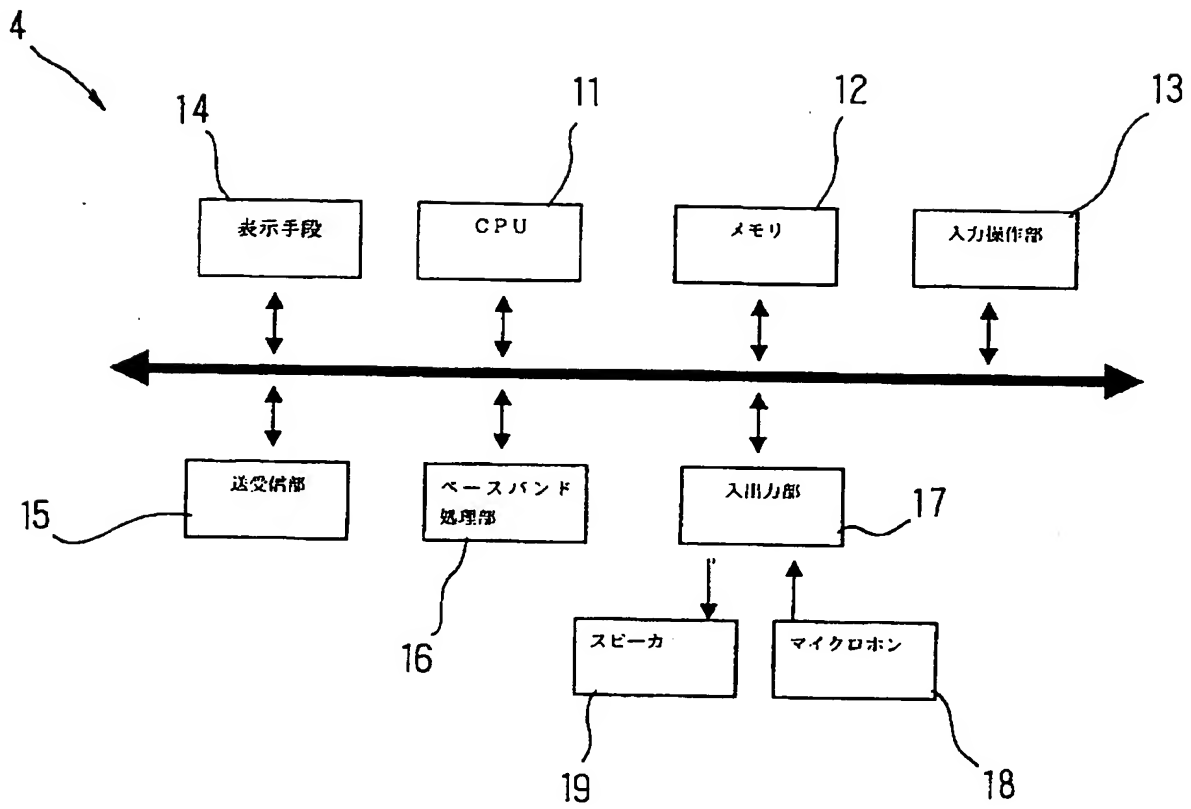 4
14
11
12
13
表示手段
CPU
メモリ
入力操作部
送受信部
ベースバンド
処理部
入出力部
15
17
16
スピーカ
マイクロホン
19
18